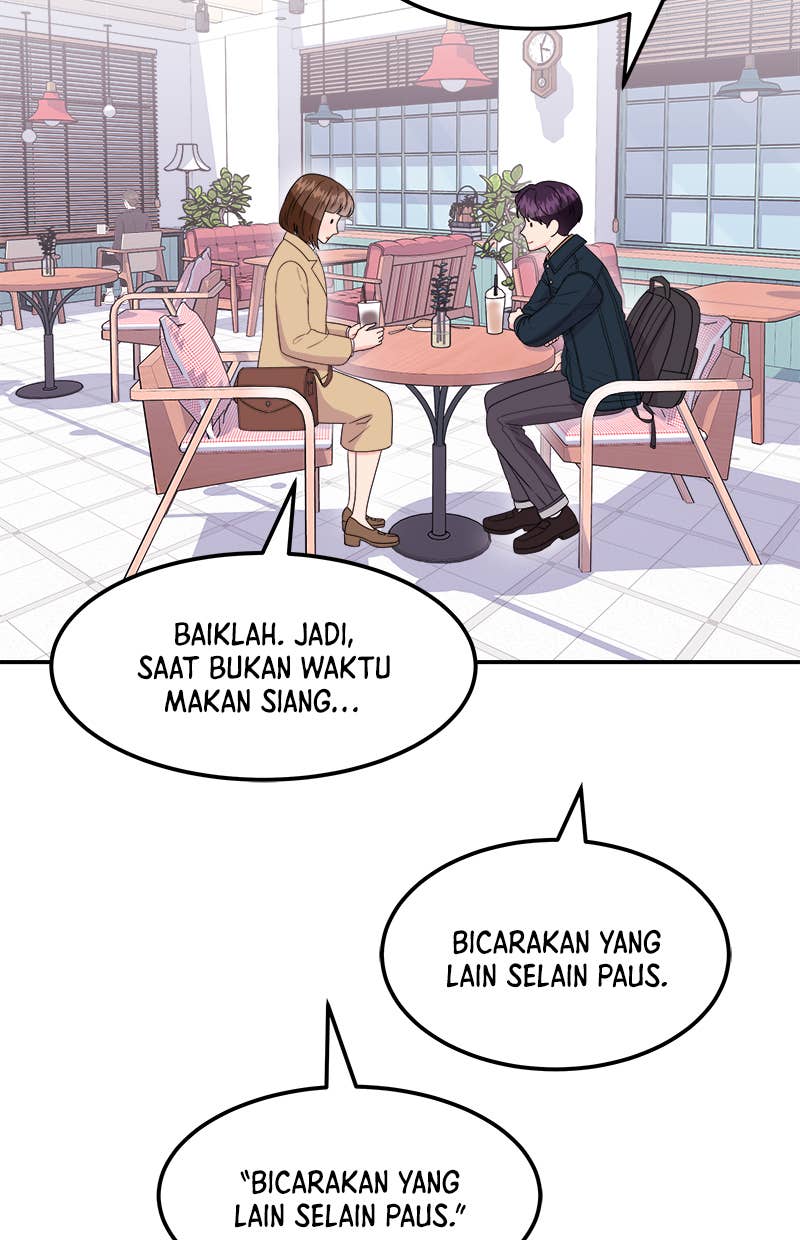 BAIKLAH. JADI,
SAAT BUKAN WAKTU
MAKAN SIANG...
BICARAKAN YANG
LAIN SELAIN PAUS.
“BICARAKAN YANG
LAIN SELAIN PAUS.”